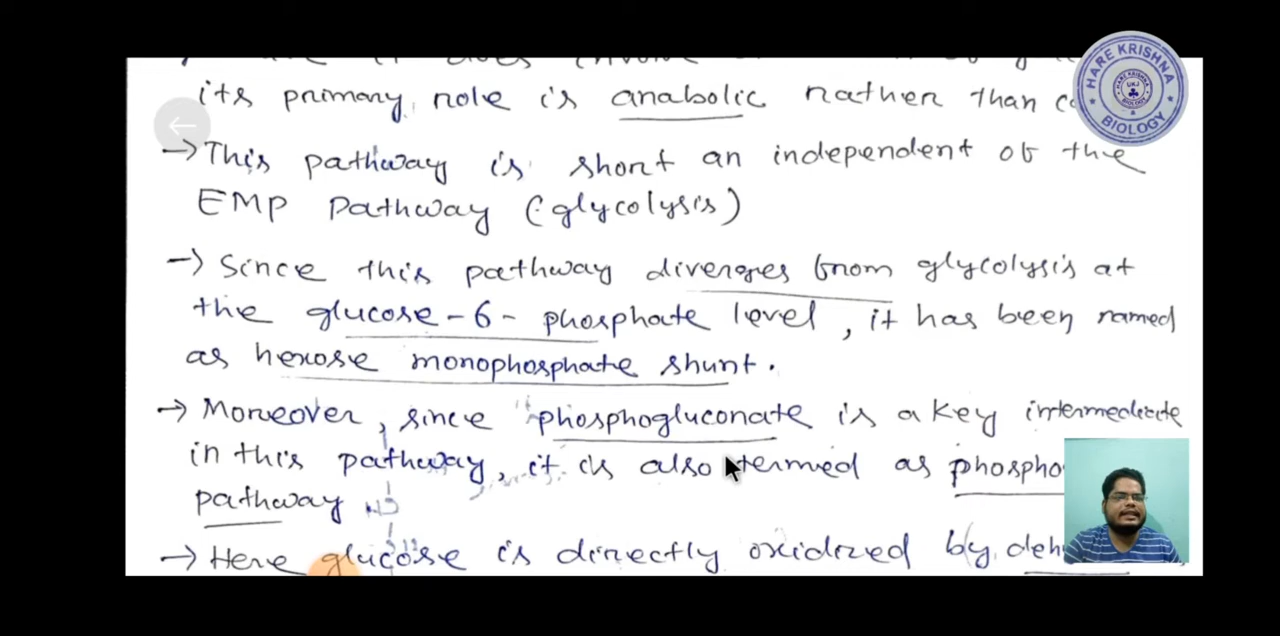 its primary role is anabolic rather than
HARE KRISHNA
UKJ
BIOLOGY
→ This pathway is short an independent of the
EMP Pathway (glycolysis)
→ Since this pathway diverges from glycolysis at
the glucose-6-phosphate level, it has been named
as hexose monophosphate shunt.
→ Moreover, since phosphogluconate is a key intermediate
in this pathway, it is also termed as phospho
pathway
→ Here glucose is directly oxidized by